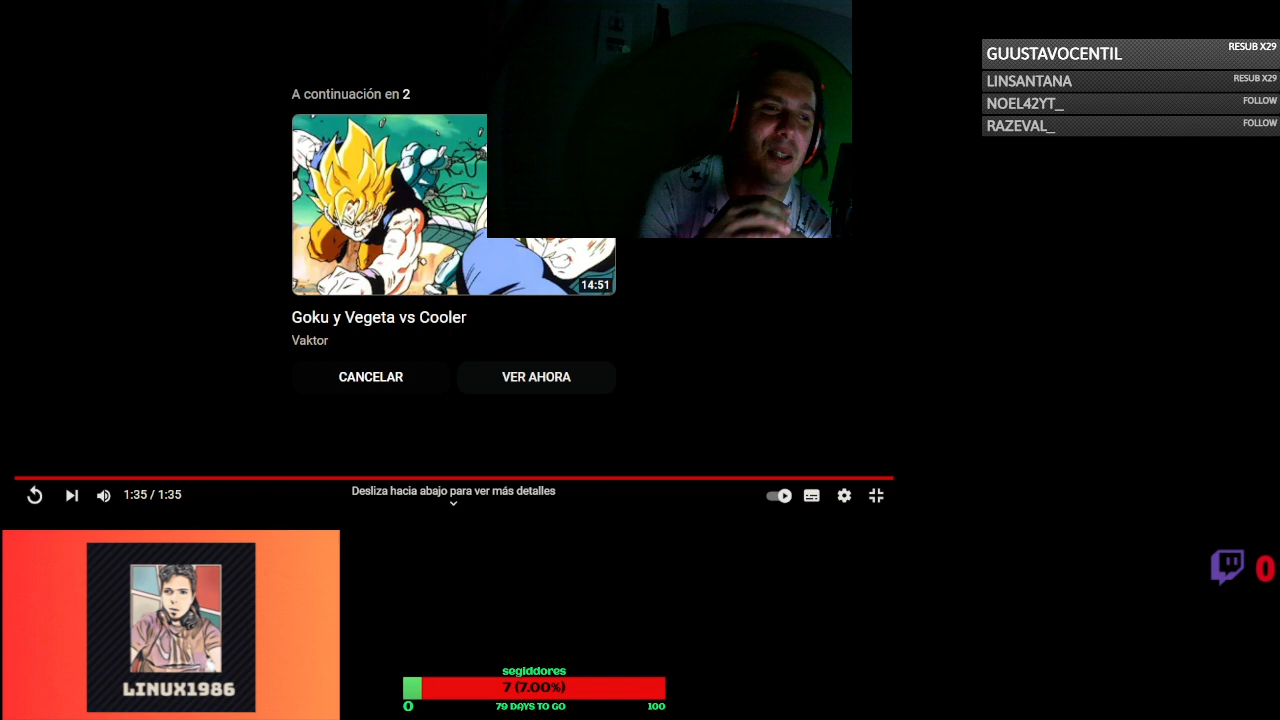 A continuación en 2
14:51
Goku y Vegeta vs Cooler
Vaktor
CANCELAR
VER AHORA
1:35 / 1:35
Desliza hacia abajo para ver más detalles
GUUSTAVOCENTIL RESUB X29
LINSANTANA RESUB X29
NOEL42YT_ FOLLOW
RAZEVAL_ FOLLOW
LINUX1986
0
segiddores
7 (7.00%)
0 79 DAYS TO GO 100